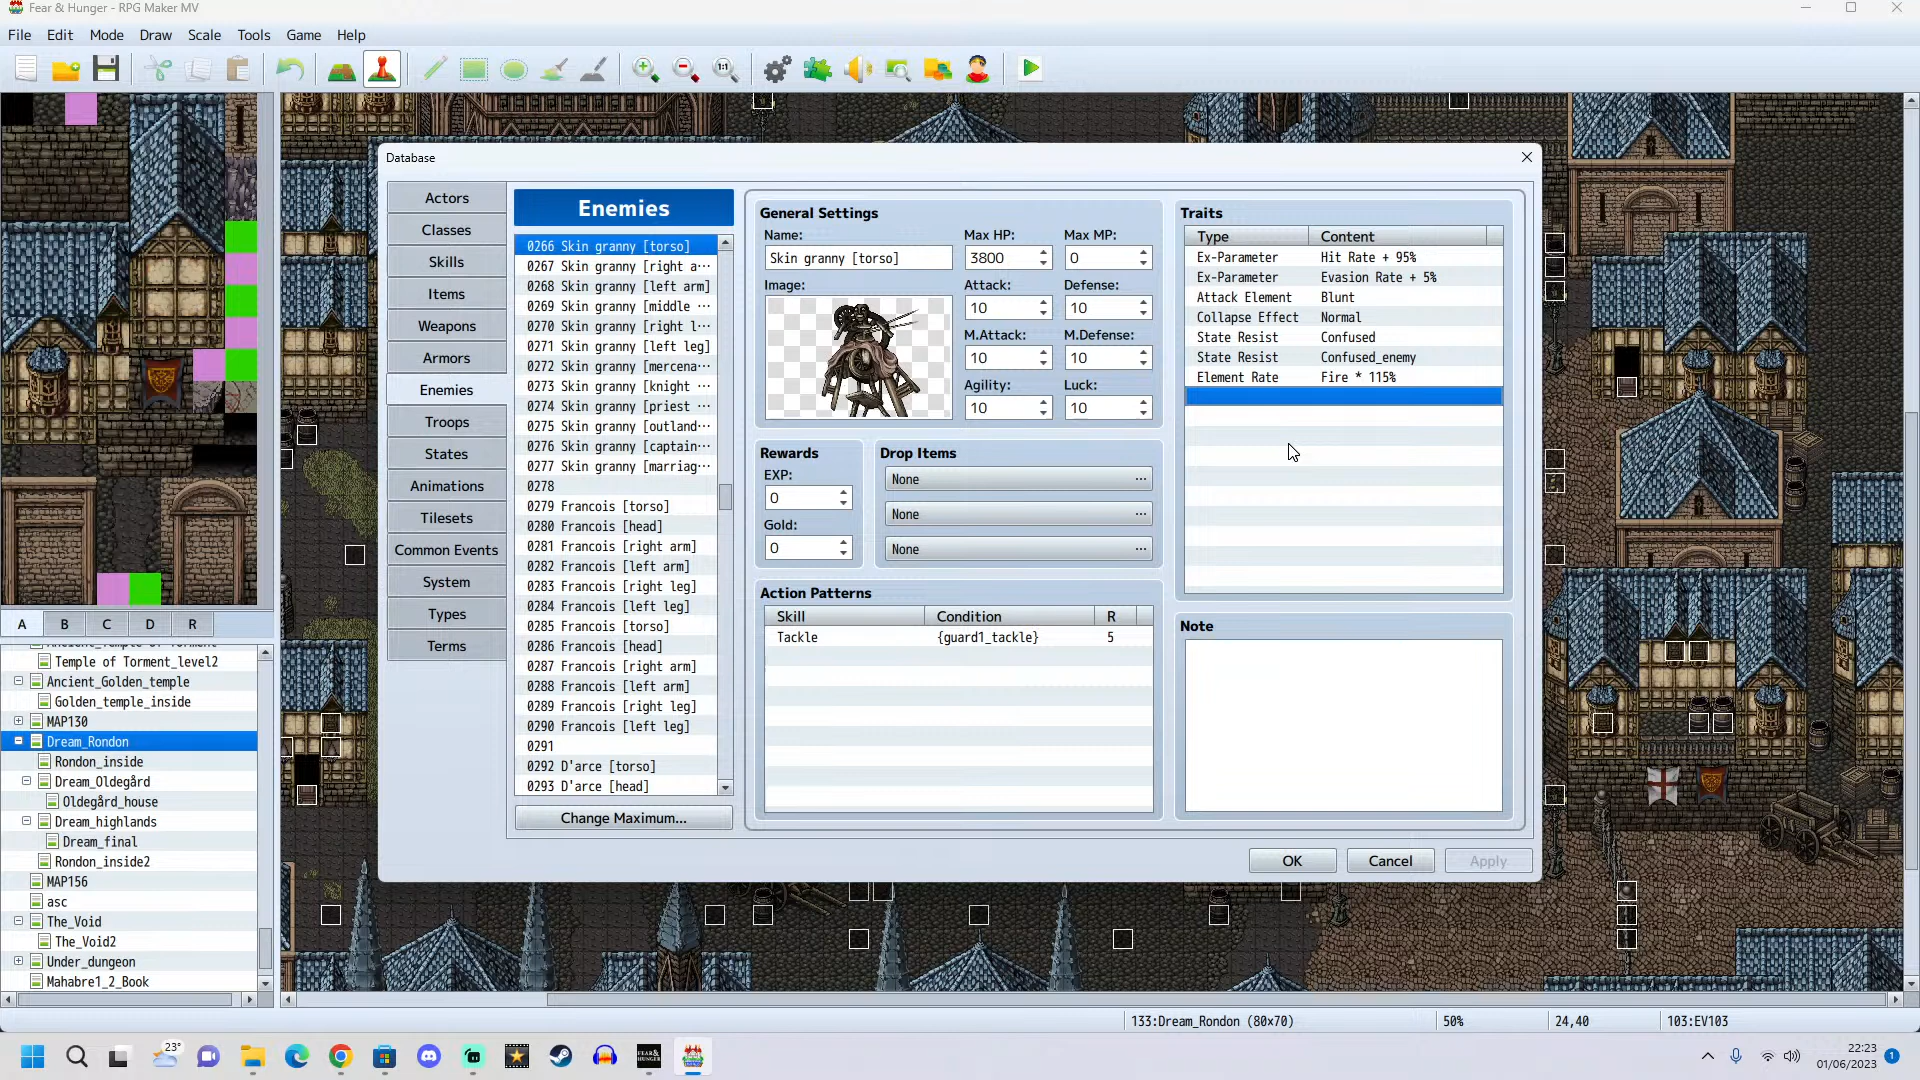 Fear & Hunger - RPG Maker MV
File Edit Mode Draw Scale Tools Game Help
1:1
Database
Actors
Classes
Skills
Items
Weapons
Armors
Enemies
Troops
States
Animations
Tilesets
Common Events
System
Types
Terms
Enemies
0266 Skin granny [torso]
0267 Skin granny [right a···
0268 Skin granny [left arm]
0269 Skin granny [middle ···
0270 Skin granny [right l···
0271 Skin granny [left leg]
0272 Skin granny [mercena···
0273 Skin granny [knight ···
0274 Skin granny [priest ···
0275 Skin granny [outland···
0276 Skin granny [captain···
0277 Skin granny [marriag···
0278
0279 Francois [torso]
0280 Francois [head]
0281 Francois [right arm]
0282 Francois [left arm]
0283 Francois [right leg]
0284 Francois [left leg]
0285 Francois [torso]
0286 Francois [head]
0287 Francois [right arm]
0288 Francois [left arm]
0289 Francois [right leg]
0290 Francois [left leg]
0291
0292 D'arce [torso]
0293 D'arce [head]
Change Maximum...
General Settings
Name: Max HP: Max MP:
Skin granny [torso] 3800 0
Image: Attack: Defense:
10 10
M.Attack: M.Defense:
10 10
Agility: Luck:
10 10
Rewards
EXP:
0
Gold:
0
Drop Items
None ...
None ...
None ...
Action Patterns
Skill Condition R
Tackle {guard1_tackle} 5
Traits
Type Content
Ex-Parameter Hit Rate + 95%
Ex-Parameter Evasion Rate + 5%
Attack Element Blunt
Collapse Effect Normal
State Resist Confused
State Resist Confused_enemy
Element Rate Fire * 115%
Note
OK Cancel Apply
A B C D R
Temple of Torment_level2
Ancient_Golden_temple
Golden_temple_inside
MAP130
Dream_Rondon
Rondon_inside
Dream_Oldegård
Oldegård_house
Dream_highlands
Dream_final
Rondon_inside2
MAP156
asc
The_Void
The_Void2
Under_dungeon
Mahabre1_2_Book
133:Dream_Rondon (80x70) 50% 24,40 103:EV103
23°
FEAR & HUNGER
22:23
01/06/2023
1